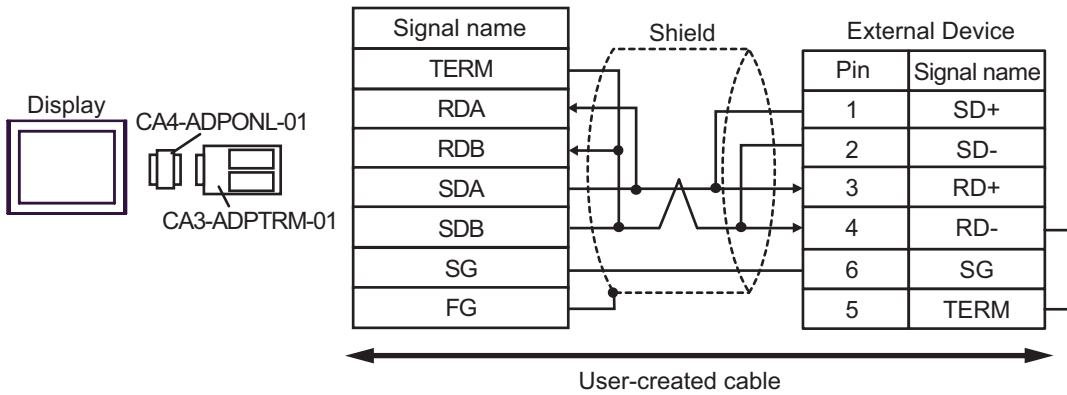 Display
CA4-ADPONL-01
CA3-ADPTRM-01
Signal name
TERM
RDA
RDB
SDA
SDB
SG
FG
Shield
External Device
Pin Signal name
1 SD+
2 SD-
3 RD+
4 RD-
6 SG
5 TERM
User-created cable